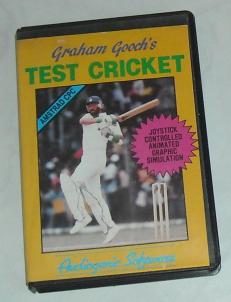 Graham Gooch's
TEST CRICKET
AMSTRAD CPC
JOYSTICK
CONTROLLED
ANIMATED
GRAPHIC
SIMULATION
Audiogenic Software